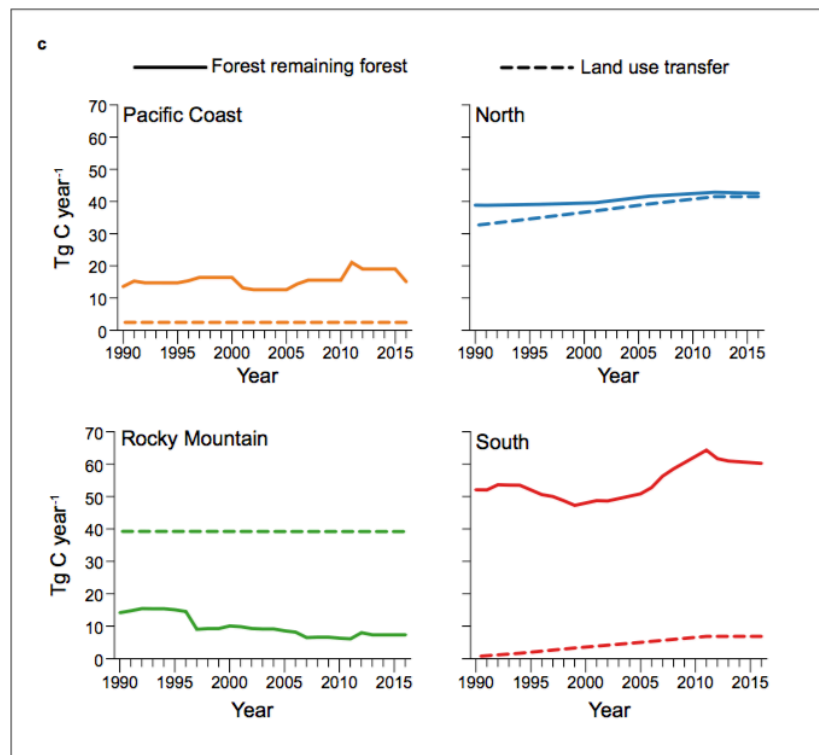 c
Forest remaining forest
Land use transfer
Pacific Coast
Tg C year-1
70
60
50
40
30
20
10
0
1990 1995 2000 2005 2010 2015
Year
North
1990 1995 2000 2005 2010 2015
Year
Rocky Mountain
Tg C year-1
70
60
50
40
30
20
10
0
1990 1995 2000 2005 2010 2015
Year
South
1990 1995 2000 2005 2010 2015
Year